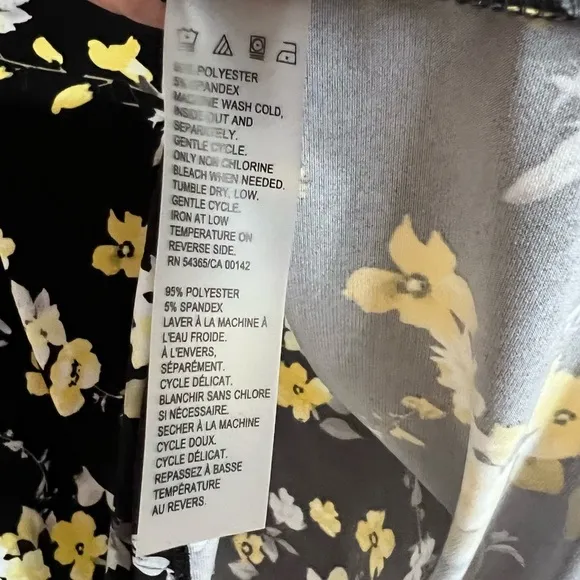 95% POLYESTER
5% SPANDEX
MACHINE WASH COLD,
INSIDE OUT AND
SEPARATELY.
GENTLE CYCLE.
ONLY NON CHLORINE
BLEACH WHEN NEEDED.
TUMBLE DRY, LOW.
GENTLE CYCLE.
IRON AT LOW
TEMPERATURE ON
REVERSE SIDE.
RN 54365/CA 00142
95% POLYESTER
5% SPANDEX
LAVER À LA MACHINE À
L'EAU FROIDE.
À L'ENVERS,
SÉPARÉMENT.
CYCLE DÉLICAT.
BLANCHIR SANS CHLORE
SI NÉCESSAIRE.
SECHER À LA MACHINE
CYCLE DOUX.
CYCLE DÉLICAT.
REPASSEZ À BASSE
TEMPÉRATURE
AU REVERS.